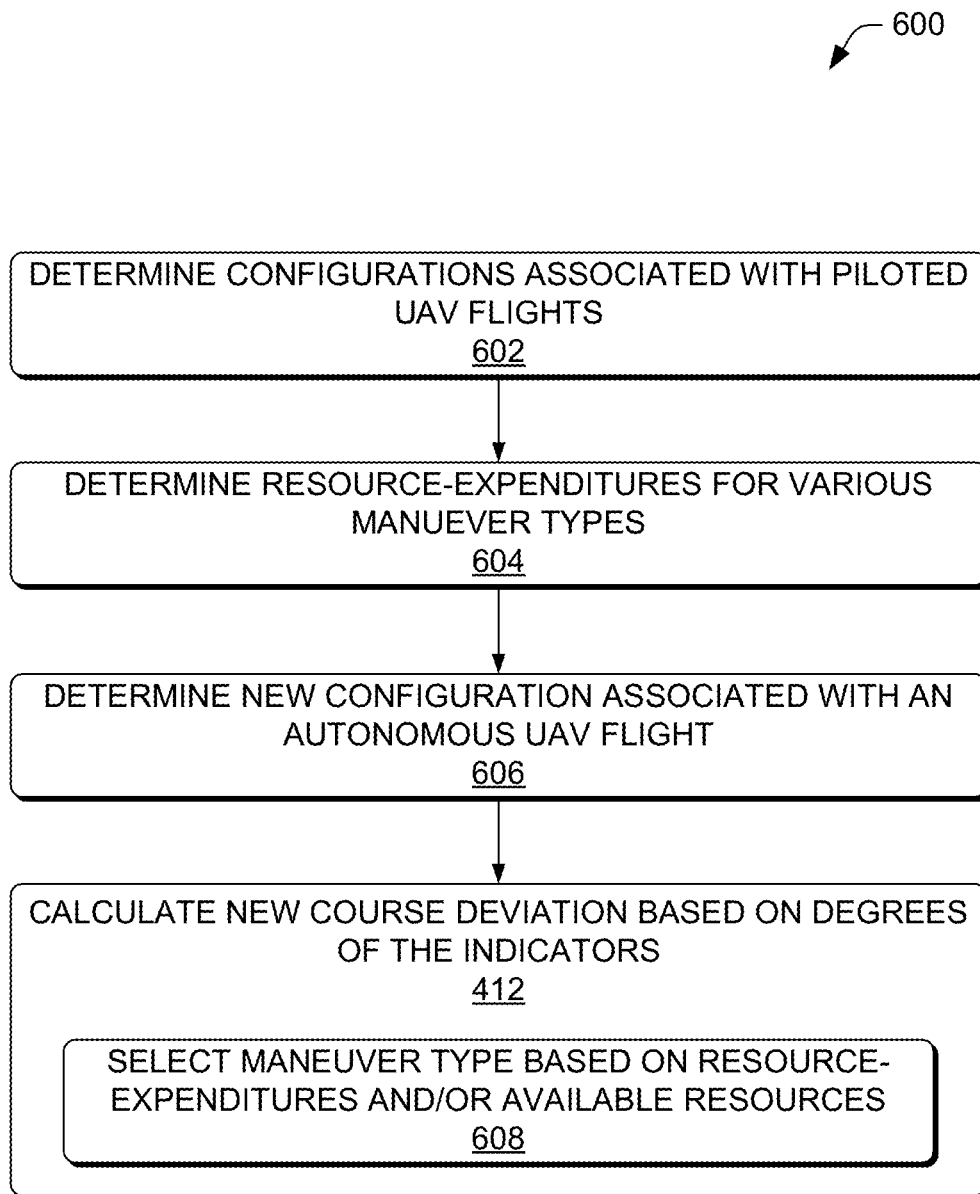 600
DETERMINE CONFIGURATIONS ASSOCIATED WITH PILOTED
UAV FLIGHTS
602
DETERMINE RESOURCE-EXPENDITURES FOR VARIOUS
MANUEVER TYPES
604
DETERMINE NEW CONFIGURATION ASSOCIATED WITH AN
AUTONOMOUS UAV FLIGHT
606
CALCULATE NEW COURSE DEVIATION BASED ON DEGREES
OF THE INDICATORS
412
SELECT MANEUVER TYPE BASED ON RESOURCE-
EXPENDITURES AND/OR AVAILABLE RESOURCES
608